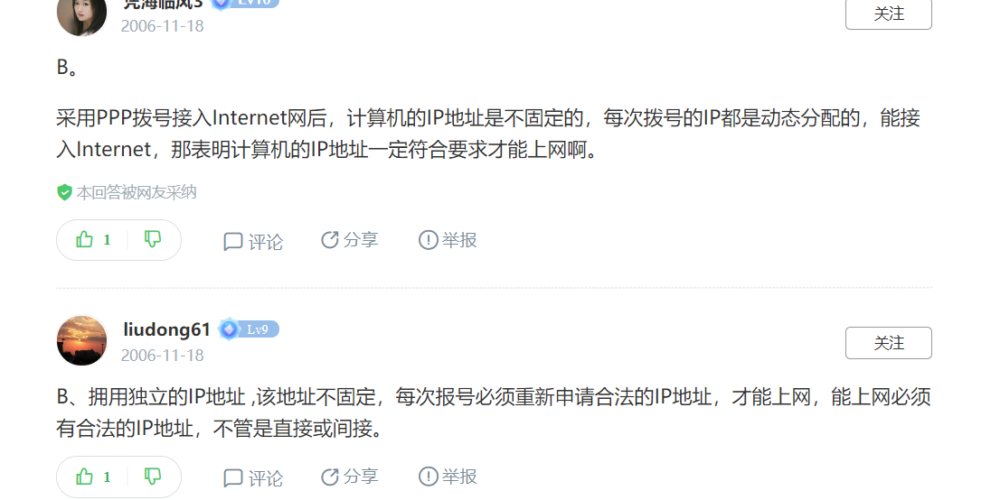 凭海临风3 Lv10
2006-11-18
关注
B。
采用PPP拨号接入Internet网后，计算机的IP地址是不固定的，每次拨号的IP都是动态分配的，能接
入Internet，那表明计算机的IP地址一定符合要求才能上网啊。
本回答被网友采纳
1 评论 分享 举报
liudong61 Lv9
2006-11-18
关注
B、拥用独立的IP地址 ,该地址不固定，每次报号必须重新申请合法的IP地址，才能上网，能上网必须
有合法的IP地址，不管是直接或间接。
1 评论 分享 举报